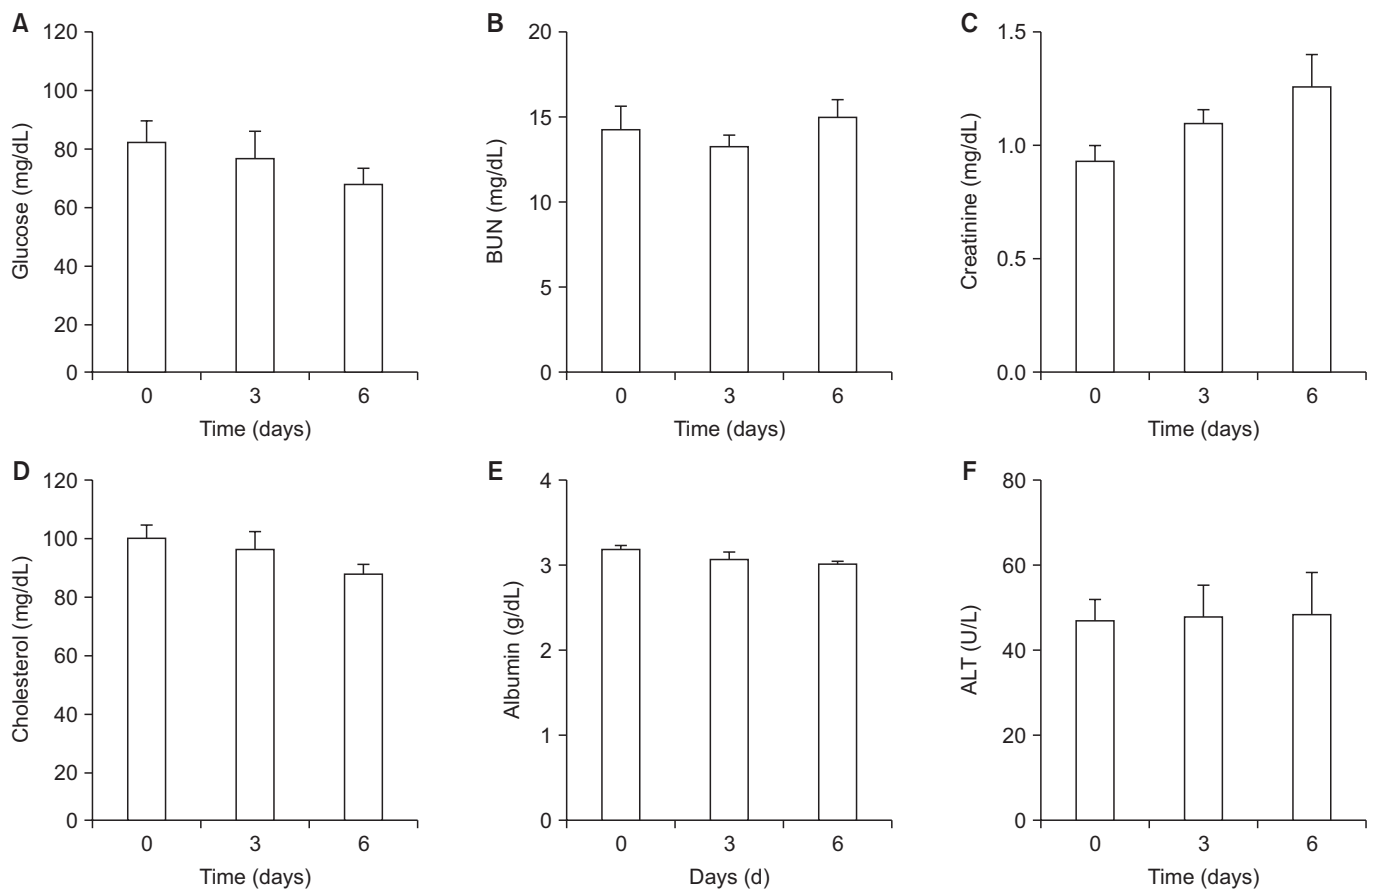 A
Glucose (mg/dL)
120
100
80
60
40
20
0
0 3 6
Time (days)
B
BUN (mg/dL)
20
15
10
5
0
0 3 6
Time (days)
C
Creatinine (mg/dL)
1.5
1.0
0.5
0.0
0 3 6
Time (days)
D
Cholesterol (mg/dL)
120
100
80
60
40
20
0
0 3 6
Time (days)
E
Albumin (g/dL)
4
3
2
1
0
0 3 6
Days (d)
F
ALT (U/L)
80
60
40
20
0
0 3 6
Time (days)